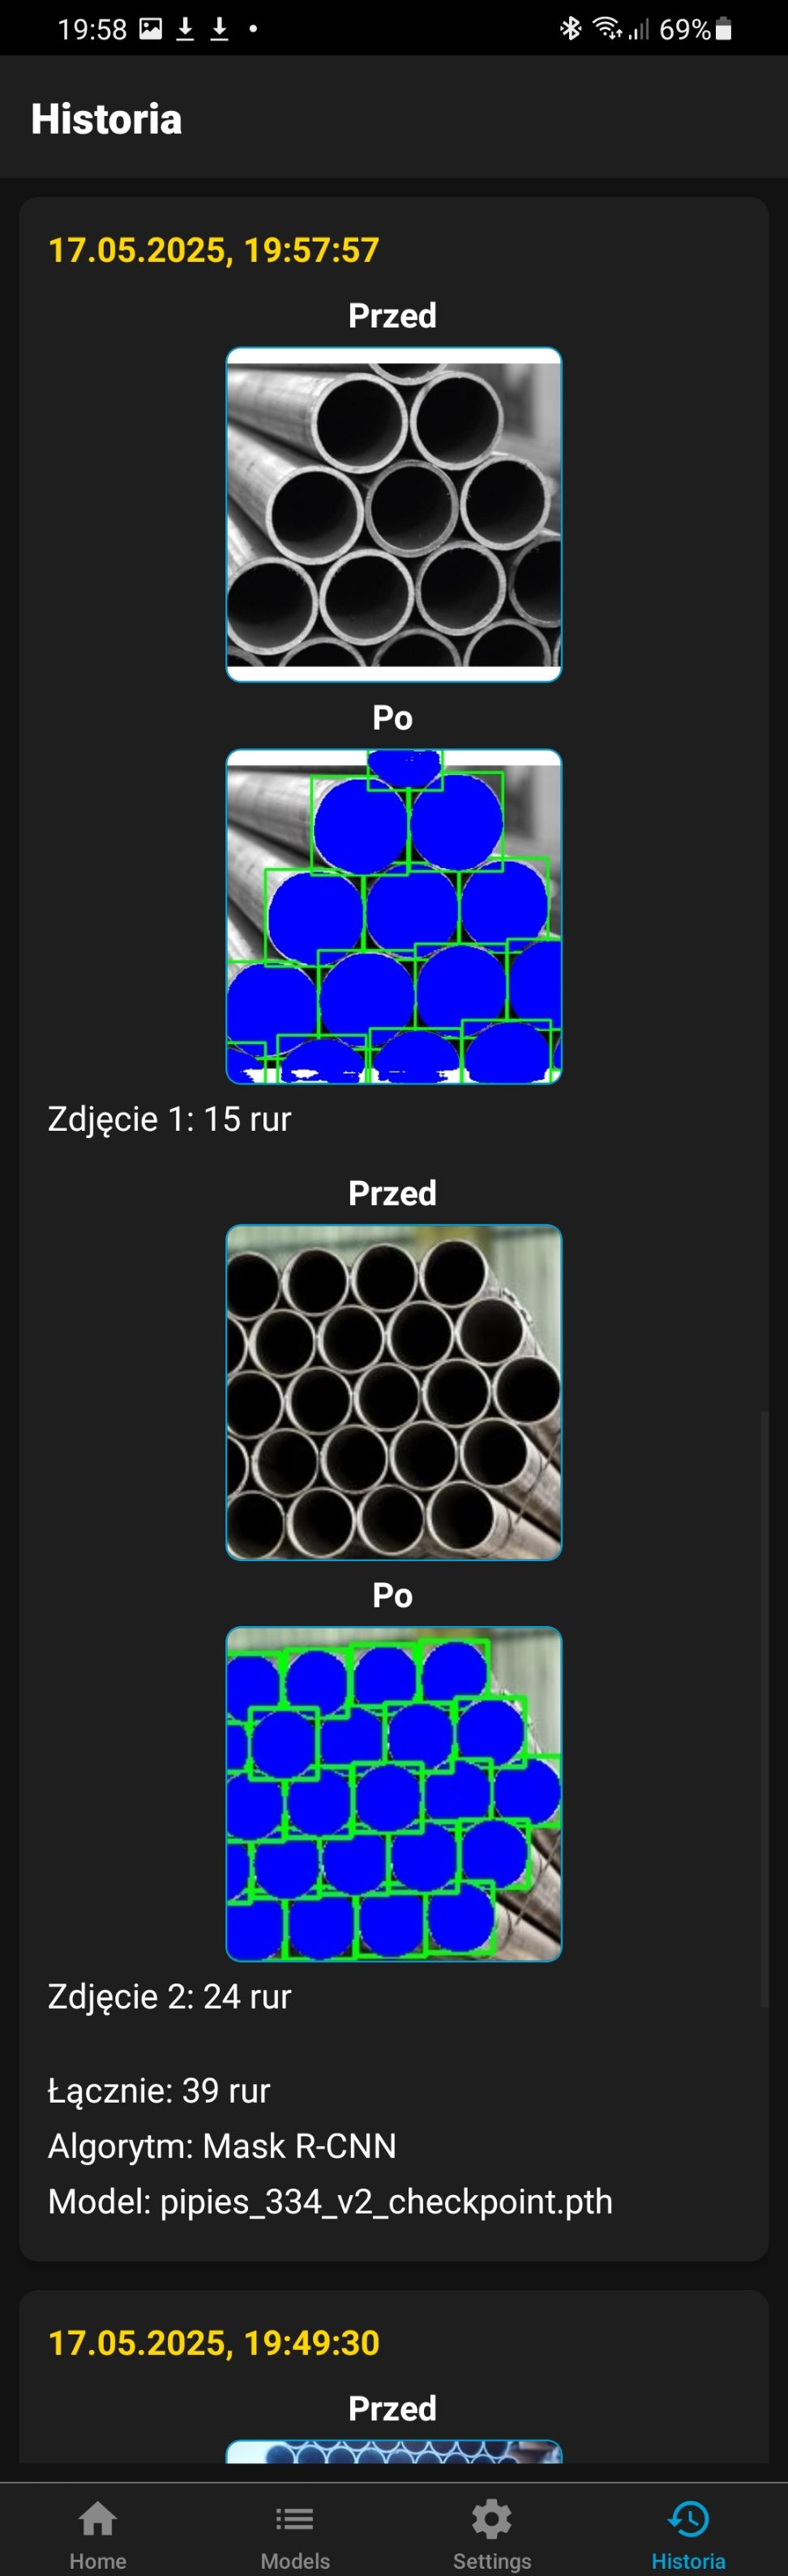 19:58
69%
Historia
17.05.2025, 19:57:57
Przed
Po
Zdjęcie 1: 15 rur
Przed
Po
Zdjęcie 2: 24 rur
Łącznie: 39 rur
Algorytm: Mask R-CNN
Model: pipies_334_v2_checkpoint.pth
17.05.2025, 19:49:30
Przed
Home
Models
Settings
Historia